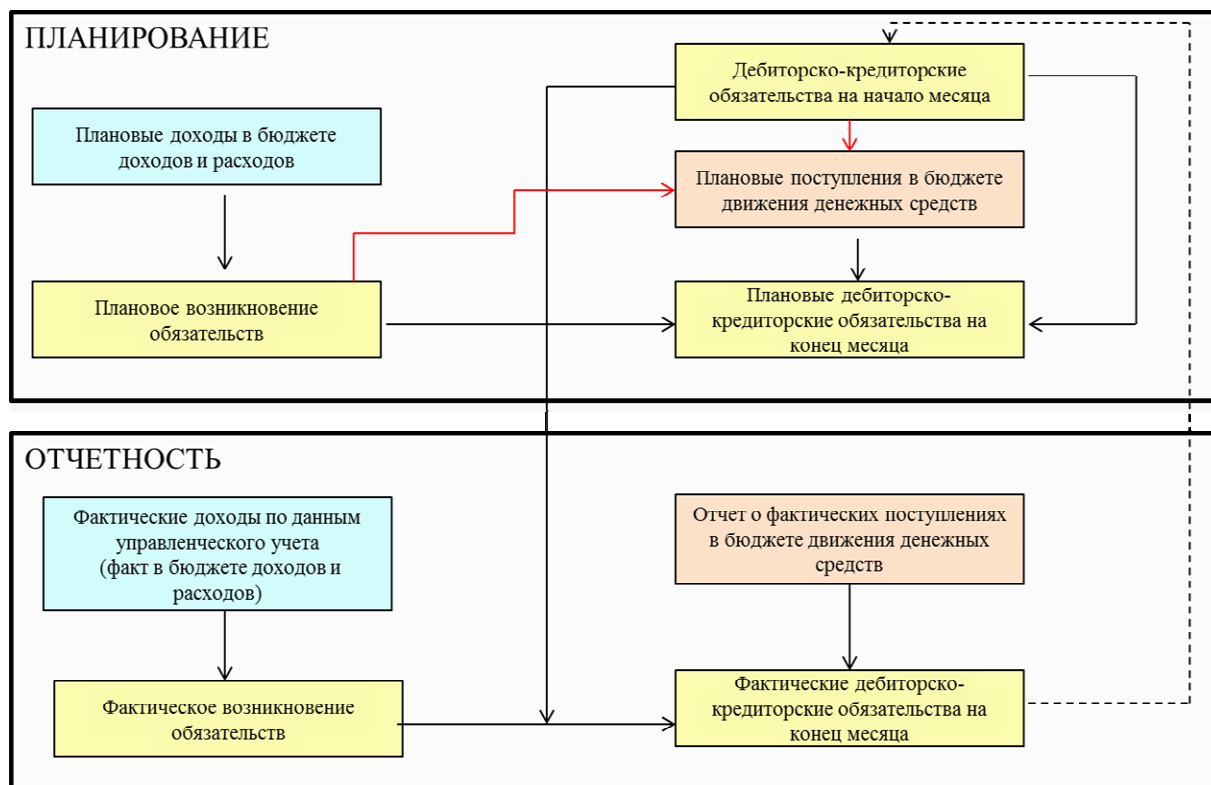 ПЛАНИРОВАНИЕ
Дебиторско-кредиторские
обязательства на начало месяца
Плановые доходы в бюджете
доходов и расходов
Плановые поступления в бюджете
движения денежных средств
Плановое возникновение
обязательств
Плановые дебиторско-
кредиторские обязательства на
конец месяца
ОТЧЕТНОСТЬ
Фактические доходы по данным
управленческого учета
(факт в бюджете доходов и
расходов)
Отчет о фактических поступлениях
в бюджете движения денежных
средств
Фактическое возникновение
обязательств
Фактические дебиторско-
кредиторские обязательства на
конец месяца